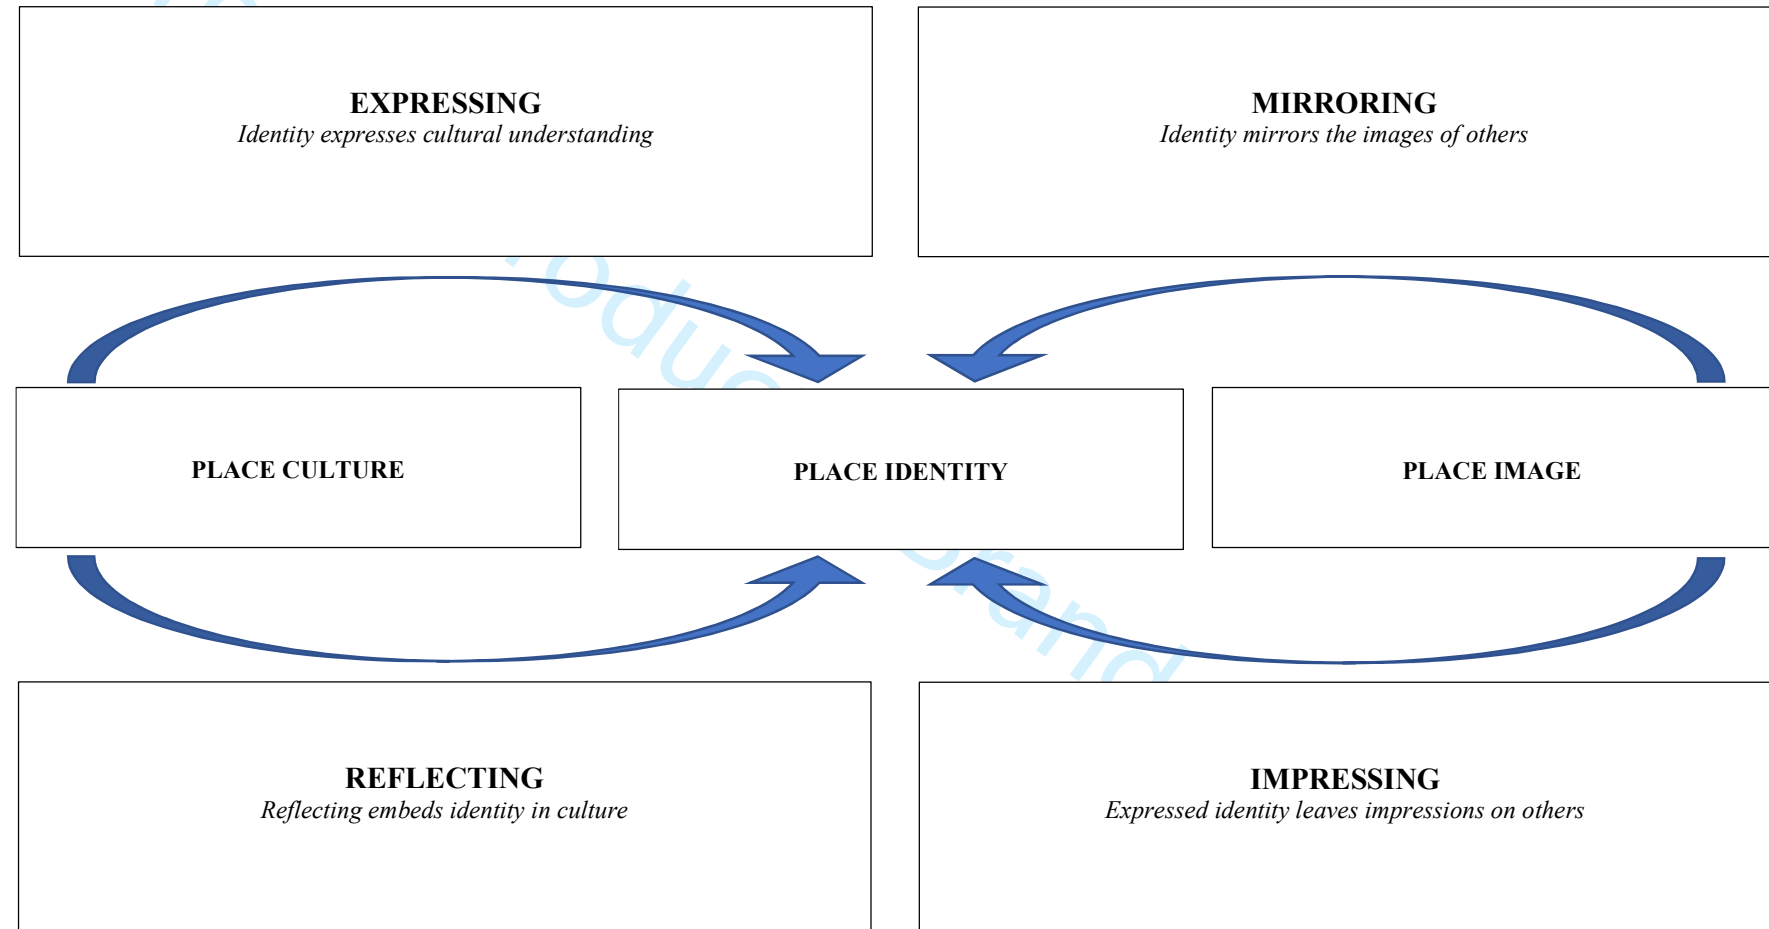 EXPRESSING
Identity expresses cultural understanding
MIRRORING
Identity mirrors the images of others
PLACE CULTURE
PLACE IDENTITY
PLACE IMAGE
REFLECTING
Reflecting embeds identity in culture
IMPRESSING
Expressed identity leaves impressions on others